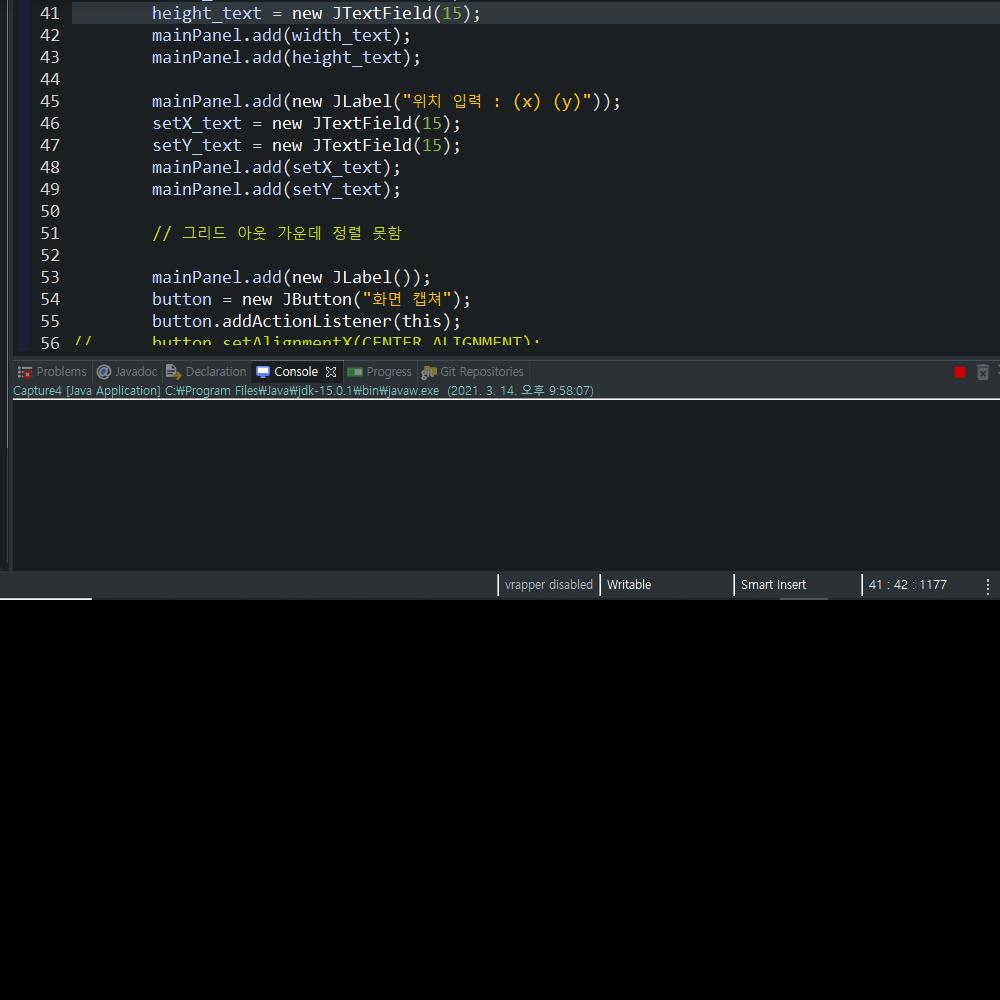 41 height_text = new JTextField(15);
42 mainPanel.add(width_text);
43 mainPanel.add(height_text);
44
45 mainPanel.add(new JLabel("위치 입력 : (x) (y)"));
46 setX_text = new JTextField(15);
47 setY_text = new JTextField(15);
48 mainPanel.add(setX_text);
49 mainPanel.add(setY_text);
50
51 // 그리드 아웃 가운데 정렬 못함
52
53 mainPanel.add(new JLabel());
54 button = new JButton("화면 캡쳐");
55 button.addActionListener(this);
56 // button.setAlignmentX(CENTER_ALIGNMENT);
Problems Javadoc Declaration Console Progress Git Repositories
Capture4 [Java Application] C:₩Program Files₩Java₩jdk-15.0.1₩bin₩javaw.exe (2021. 3. 14. 오후 9:58:07)
vrapper disabled Writable Smart Insert 41 : 42 : 1177